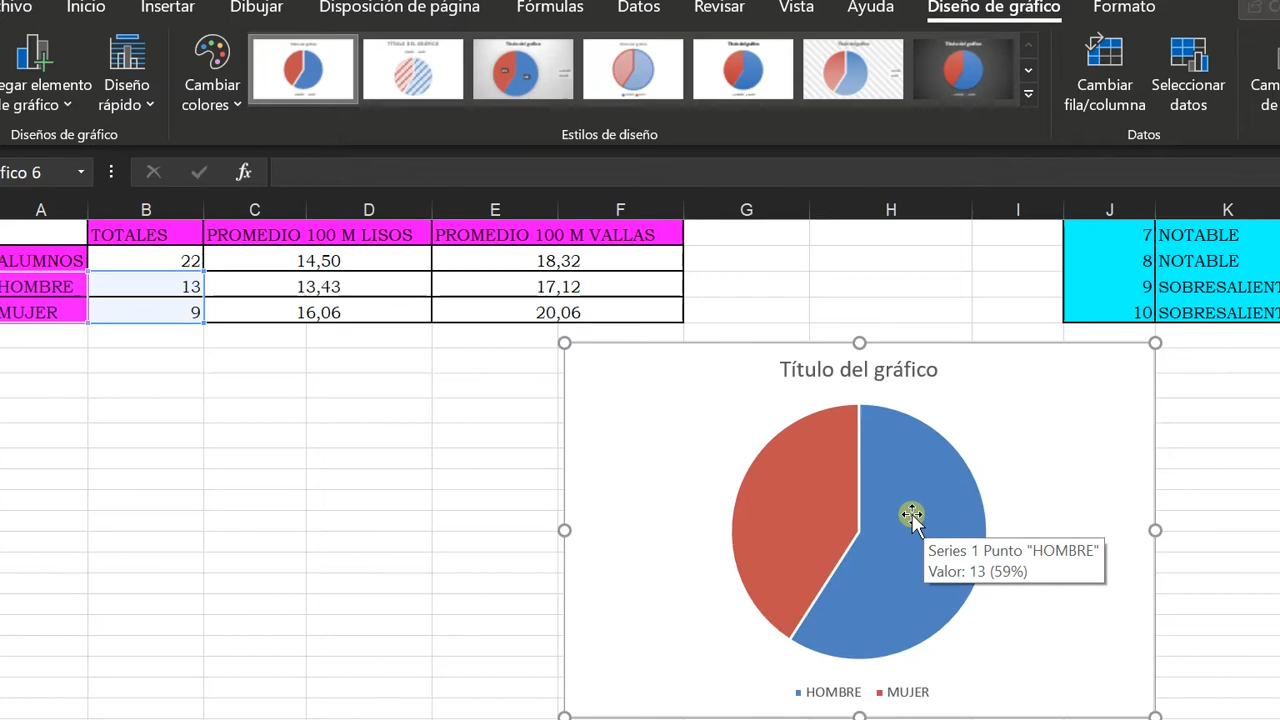 chivo Inicio Insertar Dibujar Disposición de página Fórmulas Datos Revisar Vista Ayuda Diseño de gráfico Formato
egar elemento de gráfico
Diseño rápido
Cambiar colores
Cambiar fila/columna
Seleccionar datos
Cam de
Diseños de gráfico Estilos de diseño Datos
fico 6 fx
A B C D E F G H I J K
TOTALES PROMEDIO 100 M LISOS PROMEDIO 100 M VALLAS 7 NOTABLE
ALUMNOS 22 14,50 18,32 8 NOTABLE
HOMBRE 13 13,43 17,12 9 SOBRESALIENT
MUJER 9 16,06 20,06 10 SOBRESALIENT
Título del gráfico
Series 1 Punto "HOMBRE"
Valor: 13 (59%)
HOMBRE MUJER